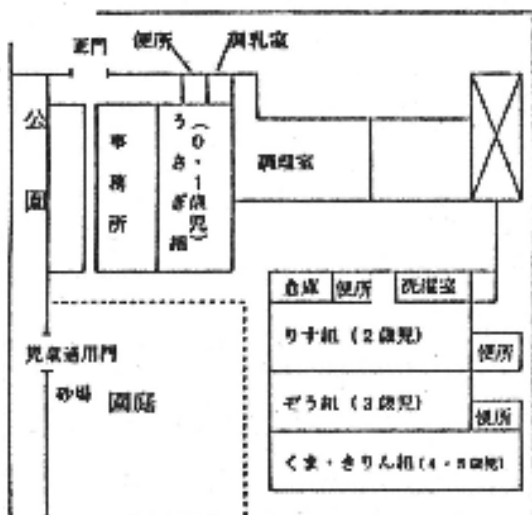 正門
便所
調乳室
公園
事務所
うさぎ組
(0・1歳児)
調理室
倉庫
便所
洗濯室
りす組(2歳児)
便所
児童通用門
砂場
園庭
ぞう組(3歳児)
便所
くま・きりん組(4・5歳児)